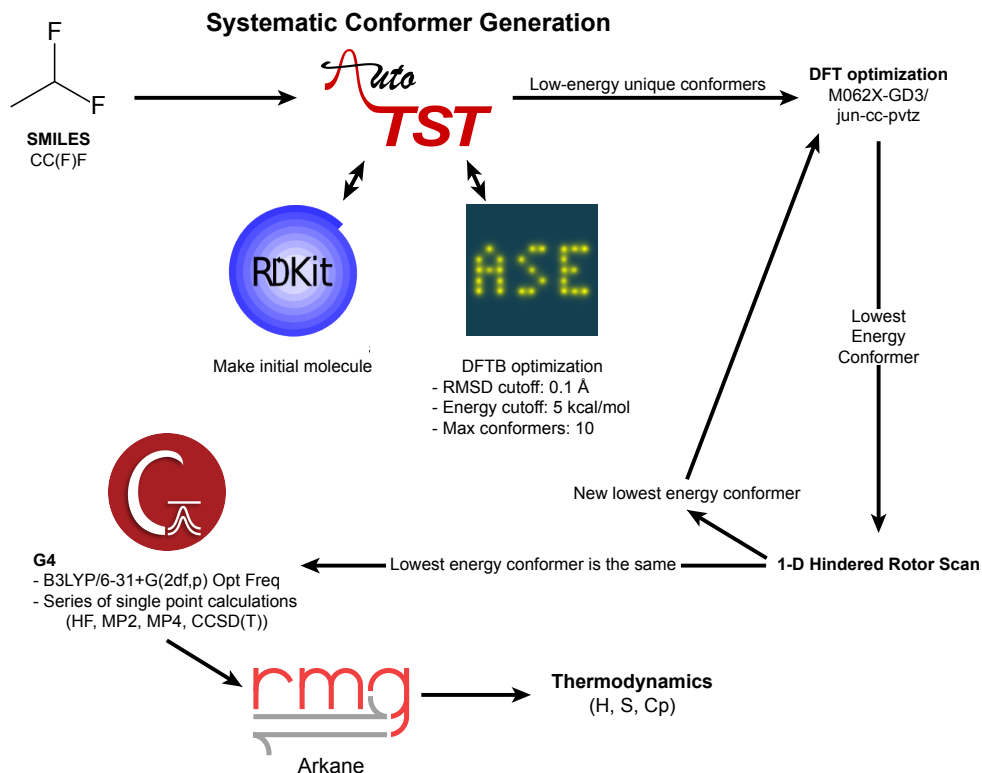 Systematic Conformer Generation
F
F
SMILES
CC(F)F
Auto
TST
Low-energy unique conformers
DFT optimization
M062X-GD3/
jun-cc-pvtz
RDKit
Make initial molecule
ASE
DFTB optimization
- RMSD cutoff: 0.1 Å
- Energy cutoff: 5 kcal/mol
- Max conformers: 10
Lowest
Energy
Conformer
New lowest energy conformer
1-D Hindered Rotor Scan
Lowest energy conformer is the same
G4
- B3LYP/6-31+G(2df,p) Opt Freq
- Series of single point calculations
(HF, MP2, MP4, CCSD(T))
rmg
Arkane
Thermodynamics
(H, S, Cp)